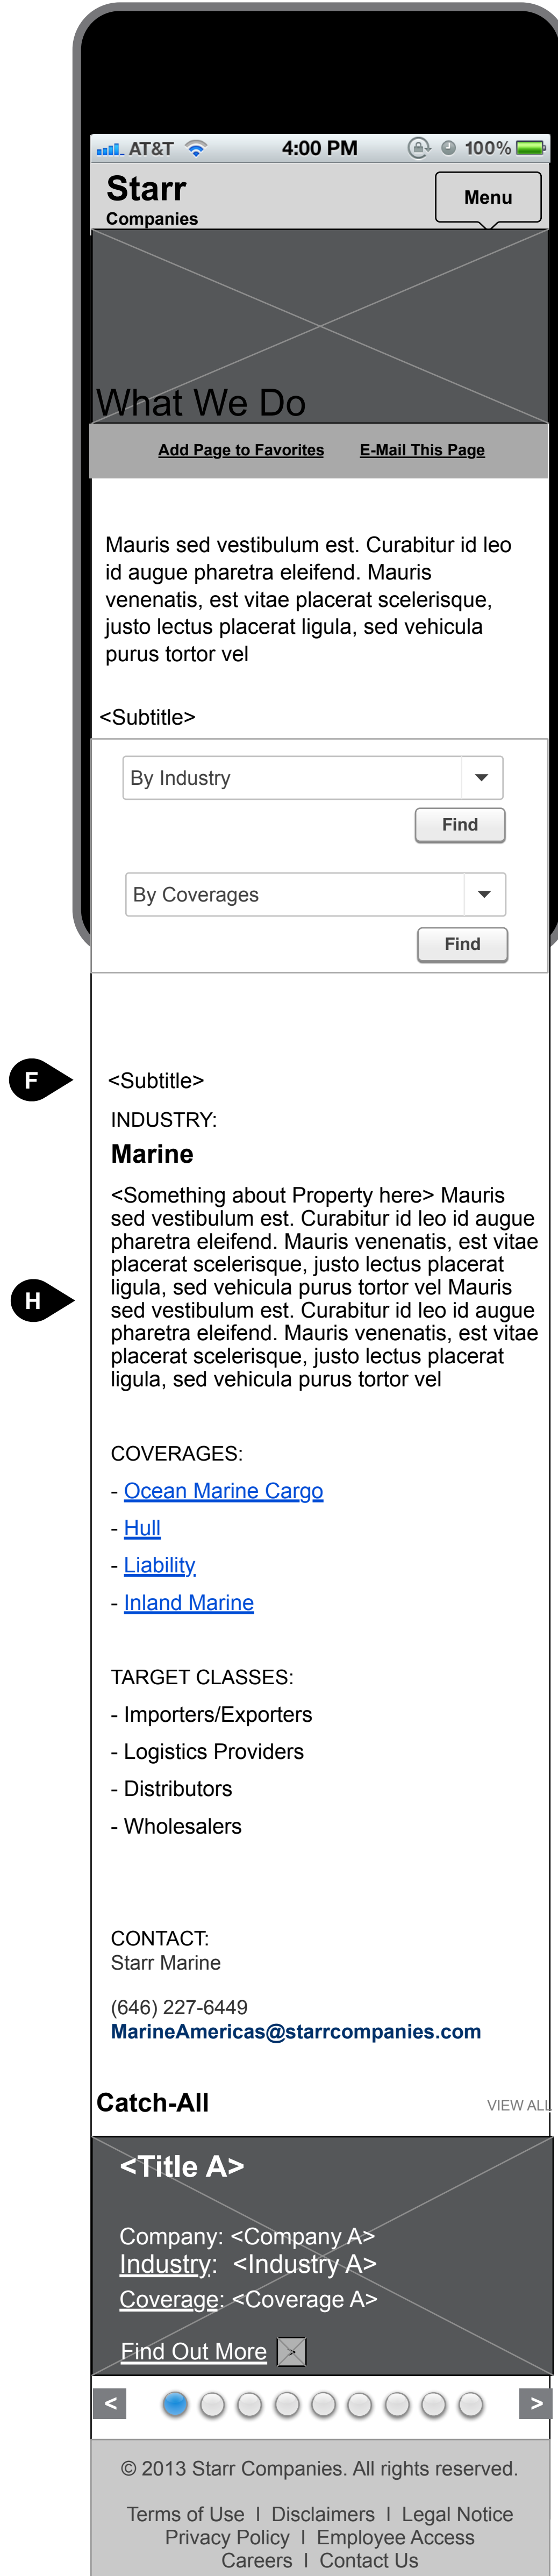 AT&T 4:00 PM 100%
Starr
Companies
Menu
What We Do
Add Page to Favorites E-Mail This Page
Mauris sed vestibulum est. Curabitur id leo
id augue pharetra eleifend. Mauris
venenatis, est vitae placerat scelerisque,
justo lectus placerat ligula, sed vehicula
purus tortor vel
<Subtitle>
By Industry
Find
By Coverages
Find
F
<Subtitle>
INDUSTRY:
Marine
<Something about Property here> Mauris
sed vestibulum est. Curabitur id leo id augue
pharetra eleifend. Mauris venenatis, est vitae
placerat scelerisque, justo lectus placerat
H
ligula, sed vehicula purus tortor vel Mauris
sed vestibulum est. Curabitur id leo id augue
pharetra eleifend. Mauris venenatis, est vitae
placerat scelerisque, justo lectus placerat
ligula, sed vehicula purus tortor vel
COVERAGES:
- Ocean Marine Cargo
- Hull
- Liability
- Inland Marine
TARGET CLASSES:
- Importers/Exporters
- Logistics Providers
- Distributors
- Wholesalers
CONTACT:
Starr Marine
(646) 227-6449
MarineAmericas@starrcompanies.com
Catch-All VIEW ALL
<Title A>
Company: <Company A>
Industry: <Industry A>
Coverage: <Coverage A>
Find Out More >
< >
© 2013 Starr Companies. All rights reserved.
Terms of Use I Disclaimers I Legal Notice
Privacy Policy I Employee Access
Careers I Contact Us